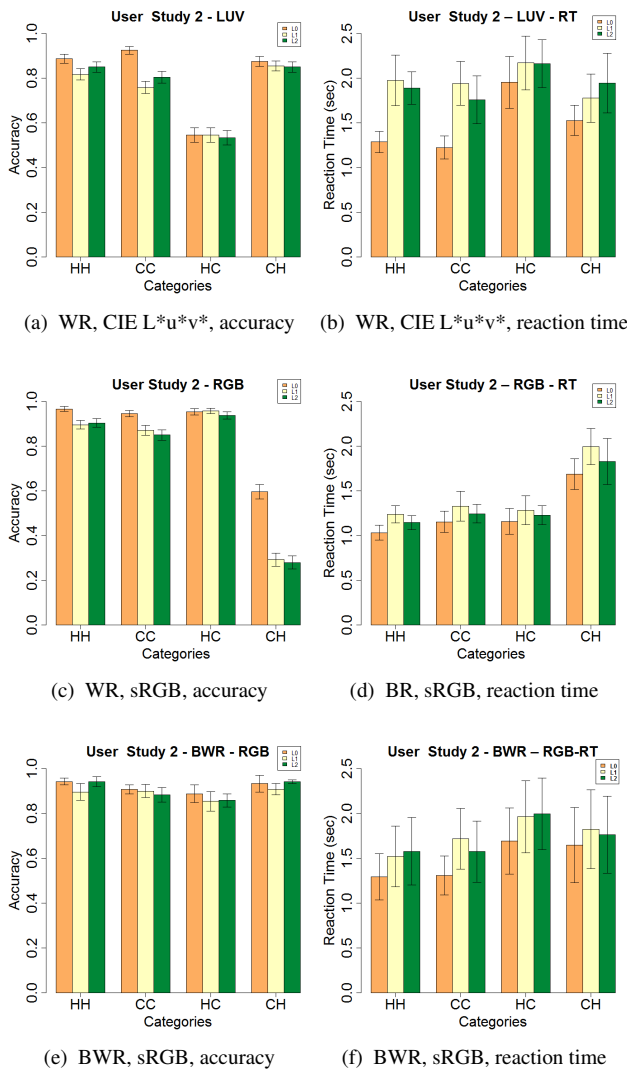 User Study 2 - LUV
L0
L1
L2
Accuracy
0.0 0.2 0.4 0.6 0.8 1.0
HH CC HC CH
Categories
(a) WR, CIE L*u*v*, accuracy
User Study 2 – LUV - RT
L0
L1
L2
Reaction Time (sec)
0.0 0.5 1.0 1.5 2.0 2.5
HH CC HC CH
Categories
(b) WR, CIE L*u*v*, reaction time
User Study 2 - RGB
L0
L1
L2
Accuracy
0.0 0.2 0.4 0.6 0.8 1.0
HH CC HC CH
Categories
(c) WR, sRGB, accuracy
User Study 2 – RGB - RT
L0
L1
L2
Reaction Time (sec)
0.0 0.5 1.0 1.5 2.0 2.5
HH CC HC CH
Categories
(d) BR, sRGB, reaction time
User Study 2 - BWR - RGB
L0
L1
L2
Accuracy
0.0 0.2 0.4 0.6 0.8 1.0
HH CC HC CH
Categories
(e) BWR, sRGB, accuracy
User Study 2 - BWR – RGB-RT
L0
L1
L2
Reaction Time (sec)
0.0 0.5 1.0 1.5 2.0 2.5
HH CC HC CH
Categories
(f) BWR, sRGB, reaction time